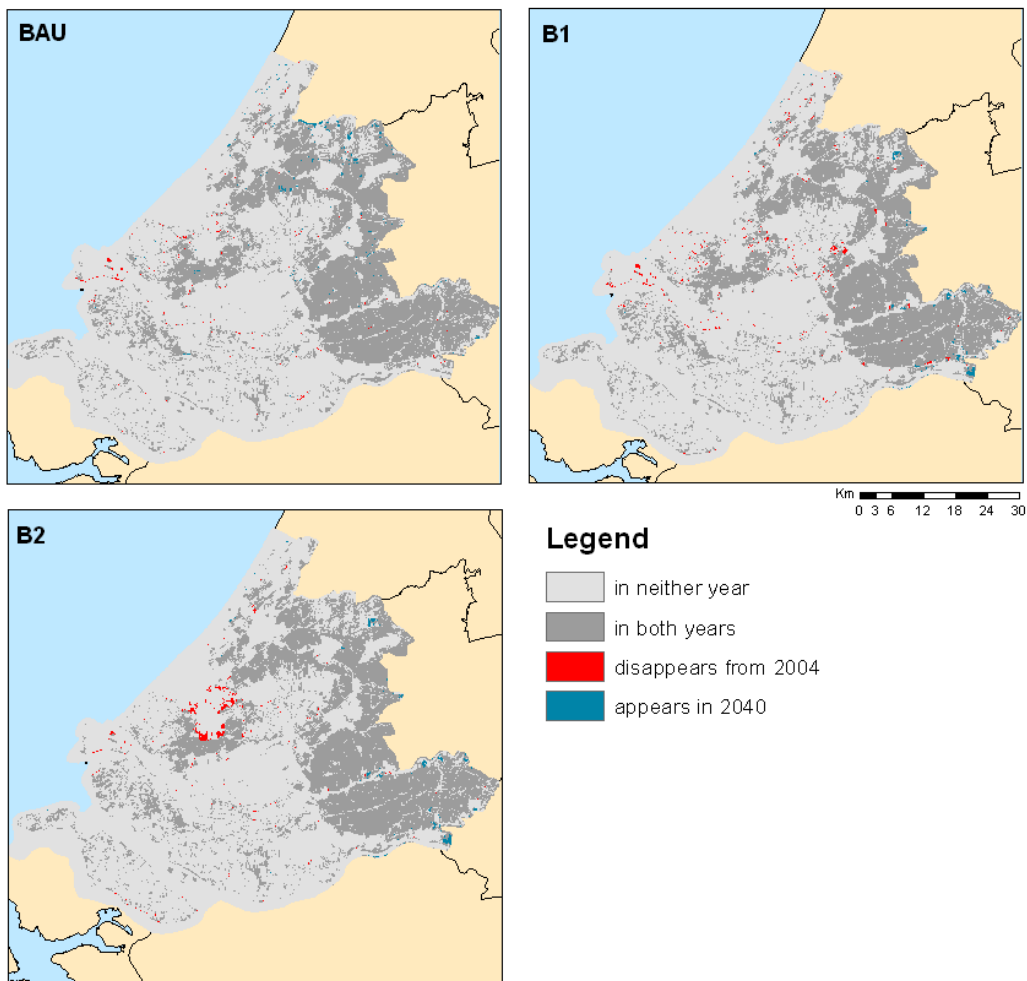 BAU
B1
Km
0 3 6 12 18 24 30
B2
Legend
in neither year
in both years
disappears from 2004
appears in 2040